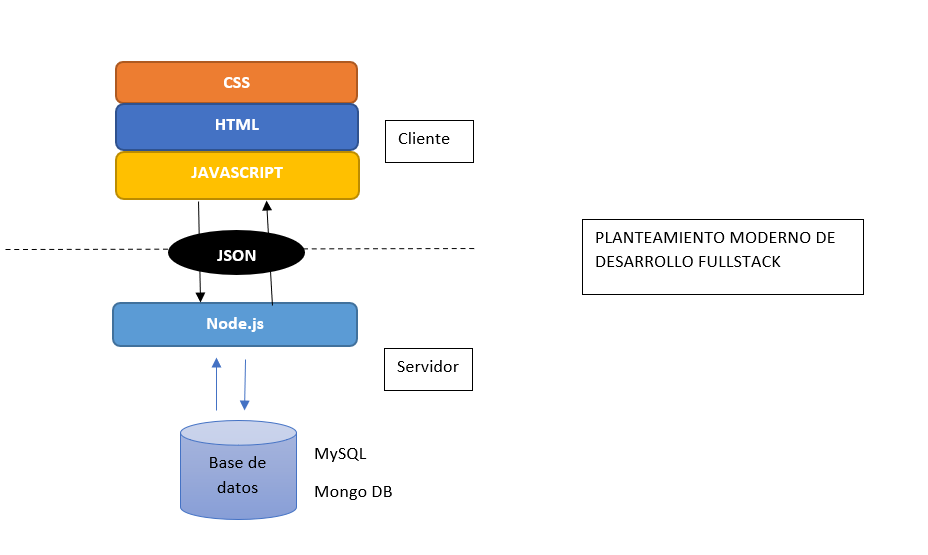 CSS
HTML
Cliente
JAVASCRIPT
PLANTEAMIENTO MODERNO DE
DESARROLLO FULLSTACK
JSON
Node.js
Servidor
Base de
datos
MySQL
Mongo DB